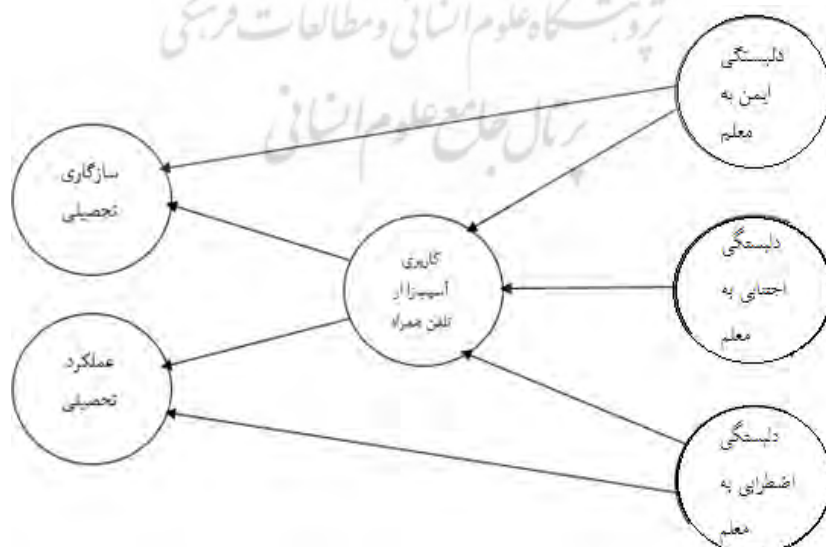 پژوهشگاه علوم انسانی و مطالعات فرهنگی
پرتال جامع علوم انسانی
دلبستگی
ایمن به
معلم
دلبستگی
اجتنابی به
معلم
دلبستگی
اضطرابی به
معلم
کاربری
آسیب‌زا از
تلفن همراه
سازگاری
تحصیلی
عملکرد
تحصیلی